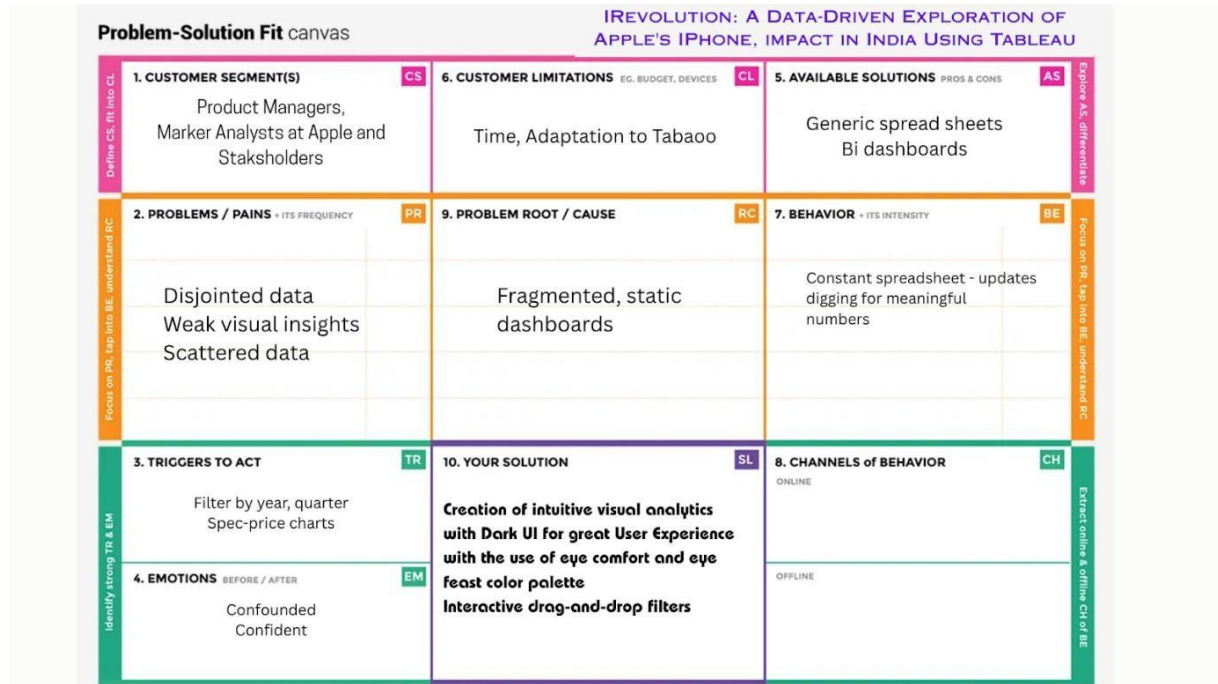 Problem-Solution Fit canvas
IRevolution: A Data-Driven Exploration of
Apple's IPhone, impact in India Using Tableau
Define CS, fit into CL
1. CUSTOMER SEGMENT(S)
CS
Product Managers,
Marker Analysts at Apple and
Staksholders
6. CUSTOMER LIMITATIONS EG. BUDGET, DEVICES
CL
Time, Adaptation to Tabaoo
5. AVAILABLE SOLUTIONS PROS & CONS
AS
Generic spread sheets
Bi dashboards
Explore AS, differentiate
Focus on PR, tap into BE, understand RC
2. PROBLEMS / PAINS + ITS FREQUENCY
PR
Disjointed data
Weak visual insights
Scattered data
9. PROBLEM ROOT / CAUSE
RC
Fragmented, static
dashboards
7. BEHAVIOR + ITS INTENSITY
BE
Constant spreadsheet - updates
digging for meaningful
numbers
Focus on PR, tap into BE, understand RC
Identify strong TR & EM
3. TRIGGERS TO ACT
TR
Filter by year, quarter
Spec-price charts
4. EMOTIONS BEFORE / AFTER
EM
Confounded
Confident
10. YOUR SOLUTION
SL
Creation of intuitive visual analytics
with Dark UI for great User Experience
with the use of eye comfort and eye
feast color palette
Interactive drag-and-drop filters
8. CHANNELS of BEHAVIOR
CH
ONLINE
OFFLINE
Extract online & offline CH of BE